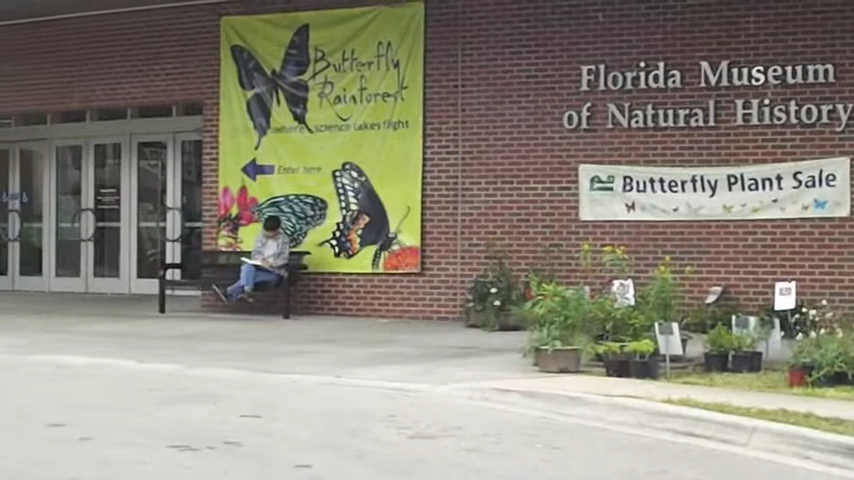 Butterfly
Rainforest
where science takes flight
Enter here
Florida Museum
of Natural History
Butterfly Plant Sale